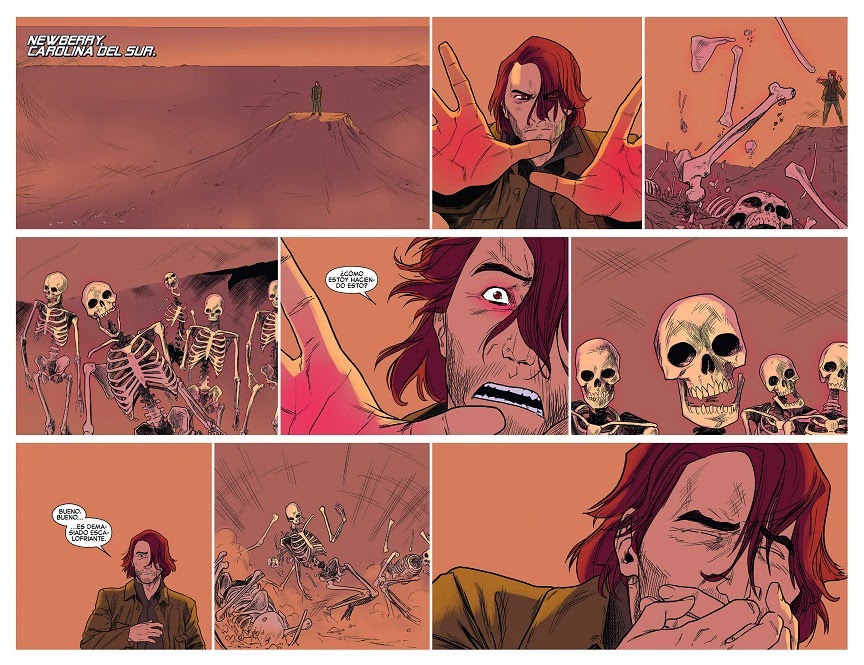 NEWBERRY,
CAROLINA DEL SUR.
¿CÓMO
ESTOY HACIEN-
DO ESTO?
BUENO,
BUENO...
...ES DEMA-
SIADO ESCA-
LOFRIANTE.